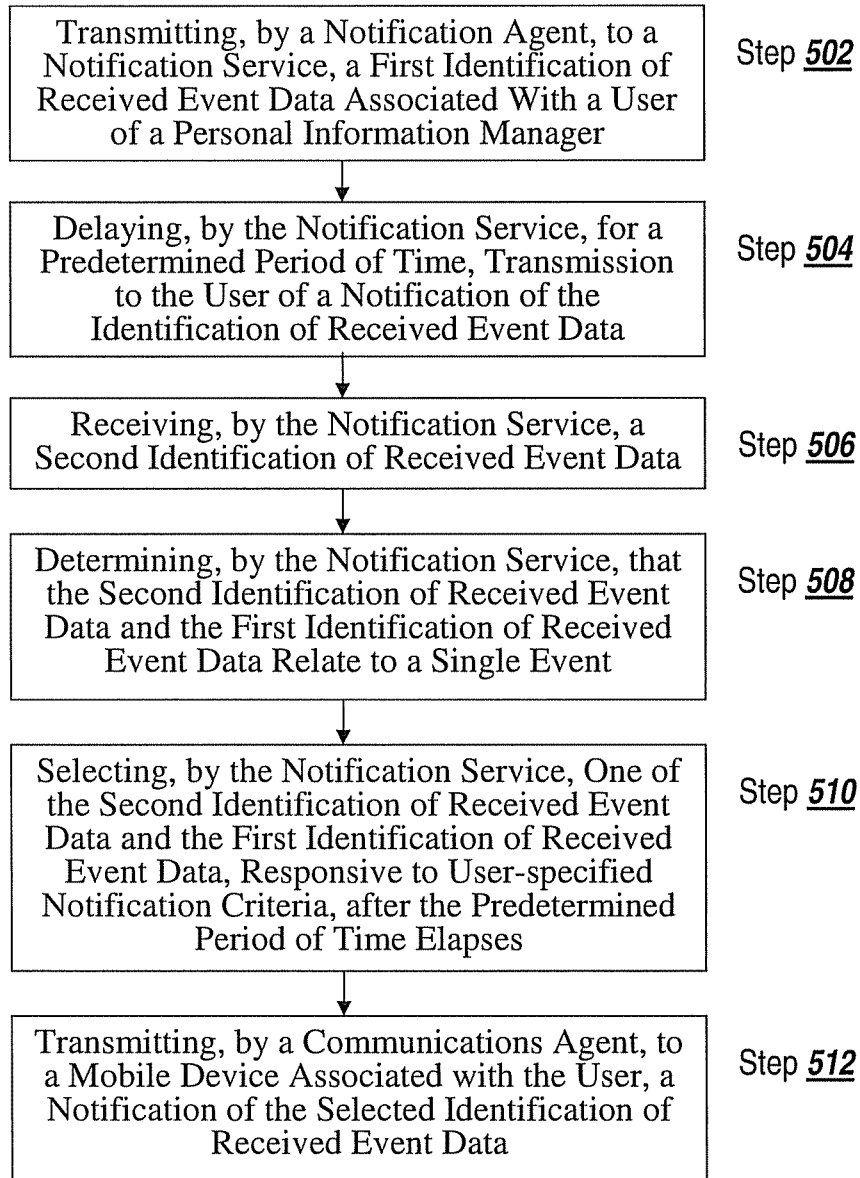 Transmitting, by a Notification Agent, to a
Notification Service, a First Identification of
Received Event Data Associated With a User
of a Personal Information Manager
Step 502
Delaying, by the Notification Service, for a
Predetermined Period of Time, Transmission
to the User of a Notification of the
Identification of Received Event Data
Step 504
Receiving, by the Notification Service, a
Second Identification of Received Event Data
Step 506
Determining, by the Notification Service, that
the Second Identification of Received Event
Data and the First Identification of Received
Event Data Relate to a Single Event
Step 508
Selecting, by the Notification Service, One of
the Second Identification of Received Event
Data and the First Identification of Received
Event Data, Responsive to User-specified
Notification Criteria, after the Predetermined
Period of Time Elapses
Step 510
Transmitting, by a Communications Agent, to
a Mobile Device Associated with the User, a
Notification of the Selected Identification of
Received Event Data
Step 512